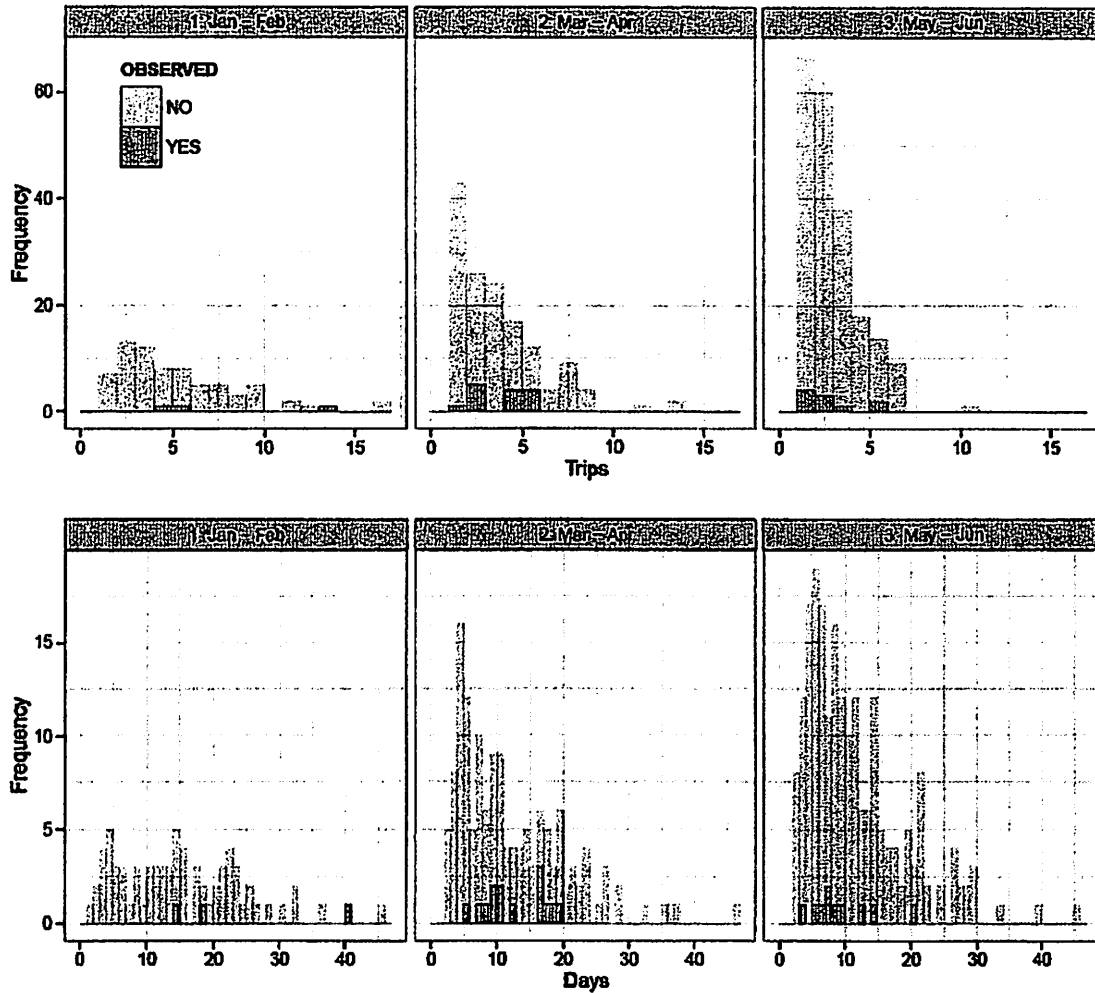 1. Jan – Feb
2. Mar – Apr
3. May – Jun
OBSERVED
NO
YES
Frequency
60
40
20
0
0 5 10 15
0 5 10 15
0 5 10 15
Trips
1. Jan – Feb
2. Mar – Apr
3. May – Jun
Frequency
15
10
5
0
0 10 20 30 40
0 10 20 30 40
0 10 20 30 40
Days